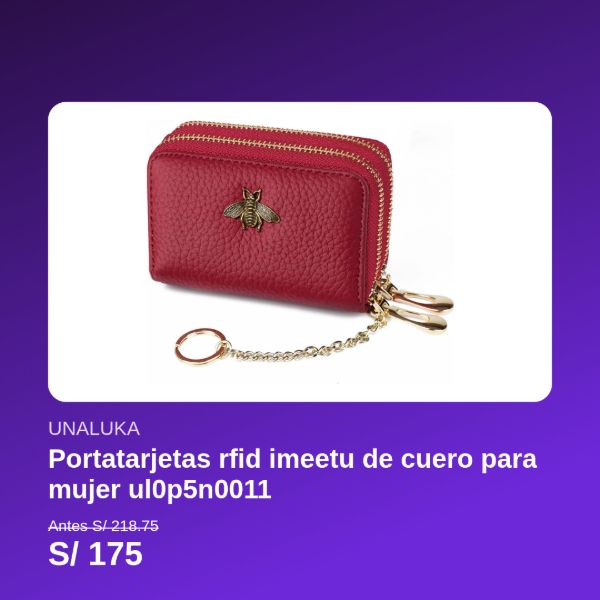 UNALUKA
Portatarjetas rfid imeetu de cuero para
mujer ul0p5n0011
Antes S/ 218.75
S/ 175